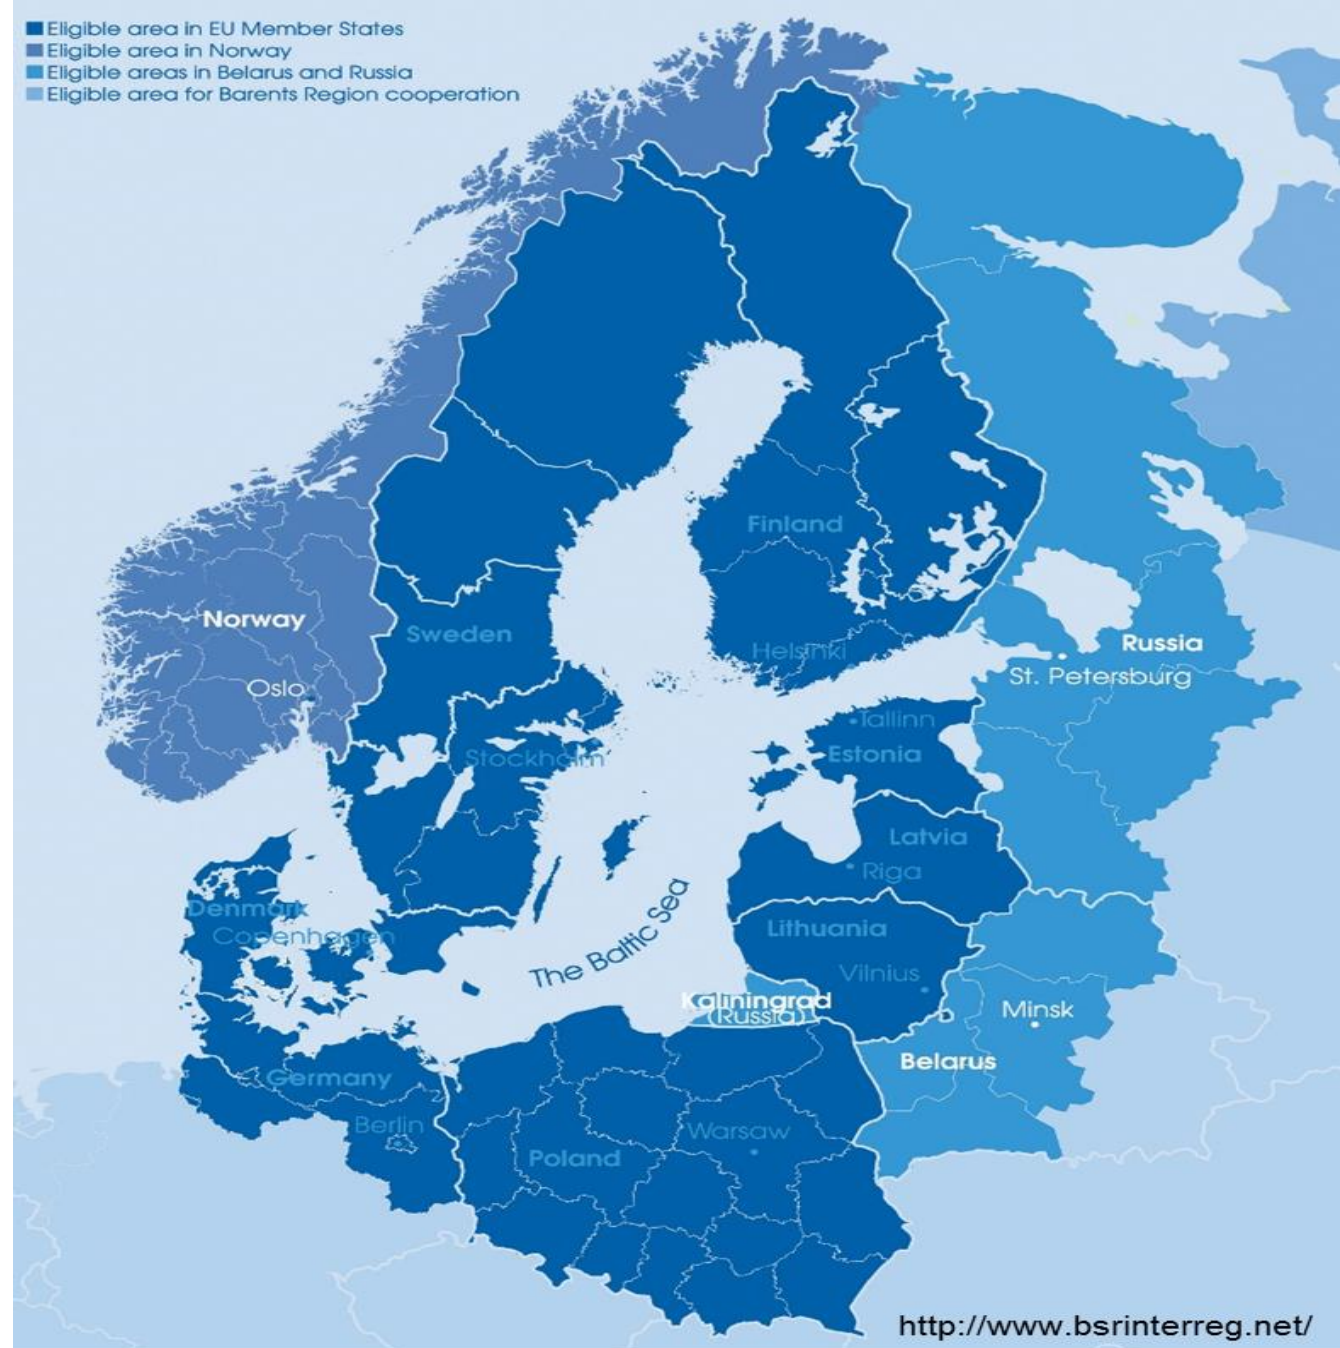 Eligible area in EU Member States
Eligible area in Norway
Eligible areas in Belarus and Russia
Eligible area for Barents Region cooperation
Finland
Norway
Sweden
Helsinki
Russia
Oslo
St. Petersburg
Tallinn
Stockholm
Estonia
Latvia
Riga
Denmark
Copenhagen
The Baltic Sea
Lithuania
Vilnius
Kaliningrad
(Russia)
Minsk
Belarus
Germany
Berlin
Warsaw
Poland
http://www.bsrinterreg.net/